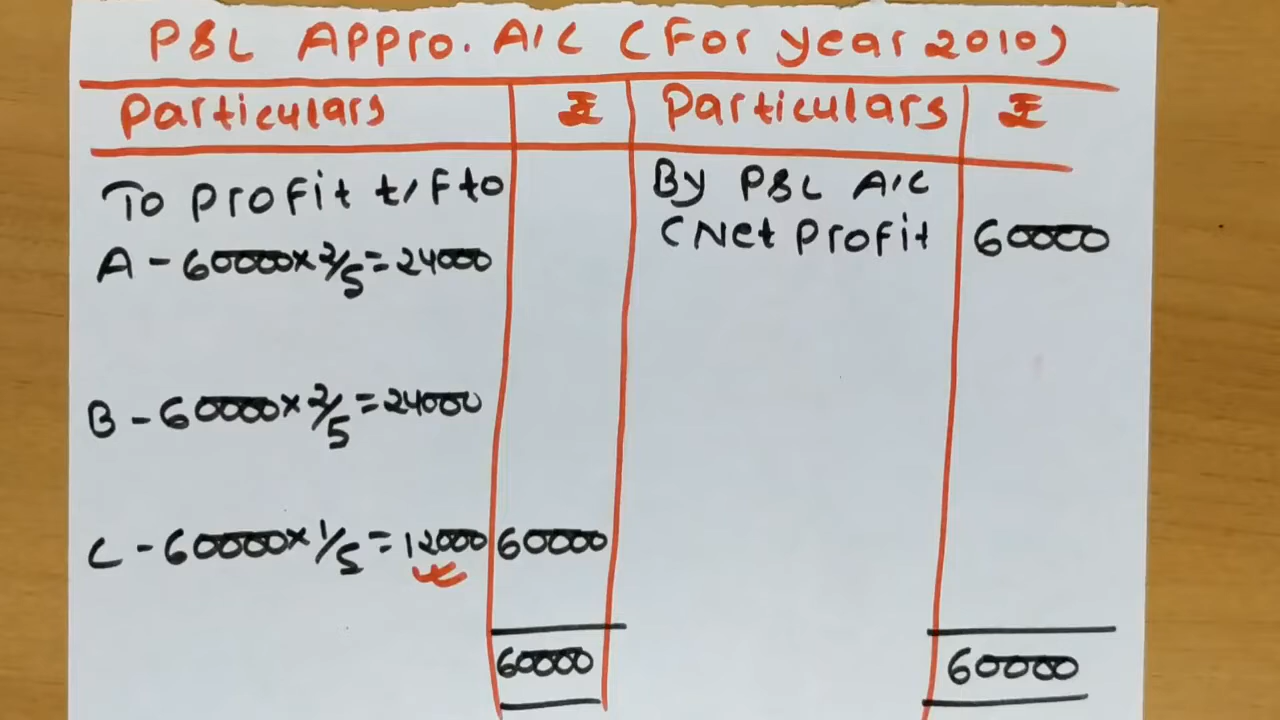 P&L Appro. A/C (For year 2010)
Particulars ₹ Particulars ₹
To Profit t/f to
By P&L A/C
(Net Profit 60000
A - 60000 × 2/5 = 24000
B - 60000 × 2/5 = 24000
C - 60000 × 1/5 = 12000 60000
60000 60000